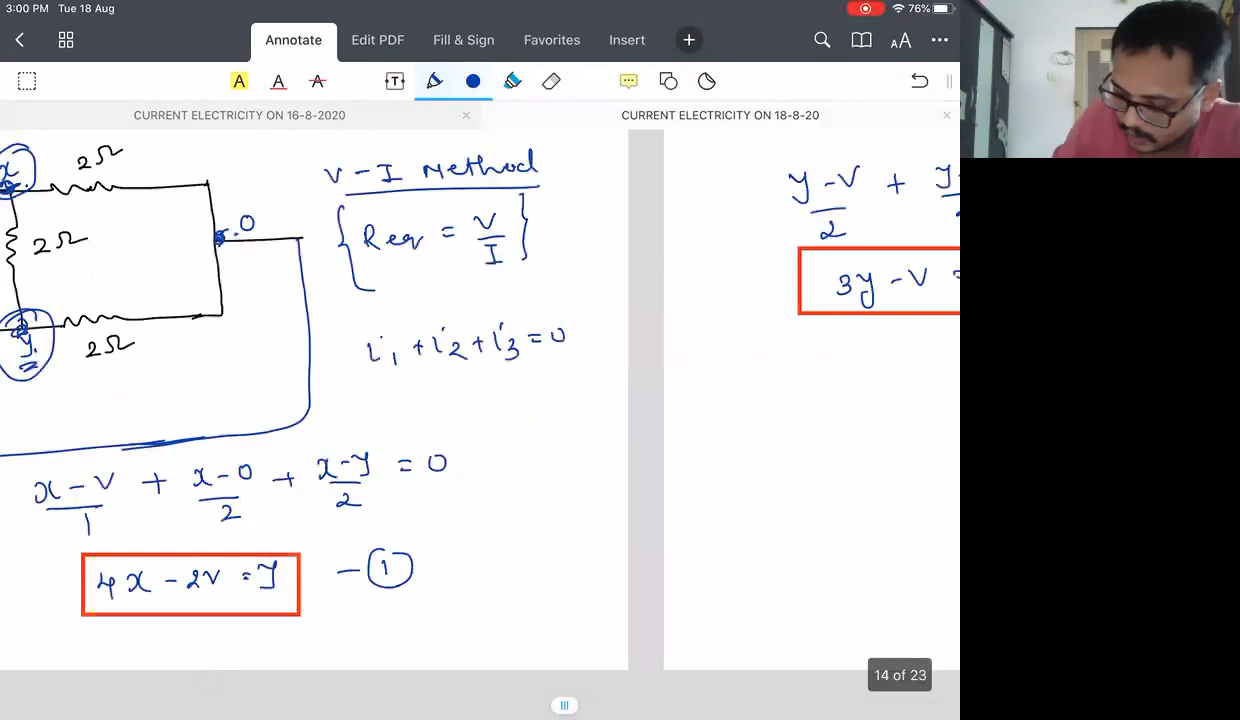 3:00 PM Tue 18 Aug
76%
Annotate
Edit PDF
Fill & Sign
Favorites
Insert
CURRENT ELECTRICITY ON 16-8-2020
CURRENT ELECTRICITY ON 18-8-20
x
2Ω
2Ω
.0
y
2Ω
V-I Method
{Req = V/I}
i1 + i2 + i3 = 0
(x-V)/1 + (x-0)/2 + (x-y)/2 = 0
4x - 2V = y - ①
(y-V)/2 +
3y - V =
14 of 23